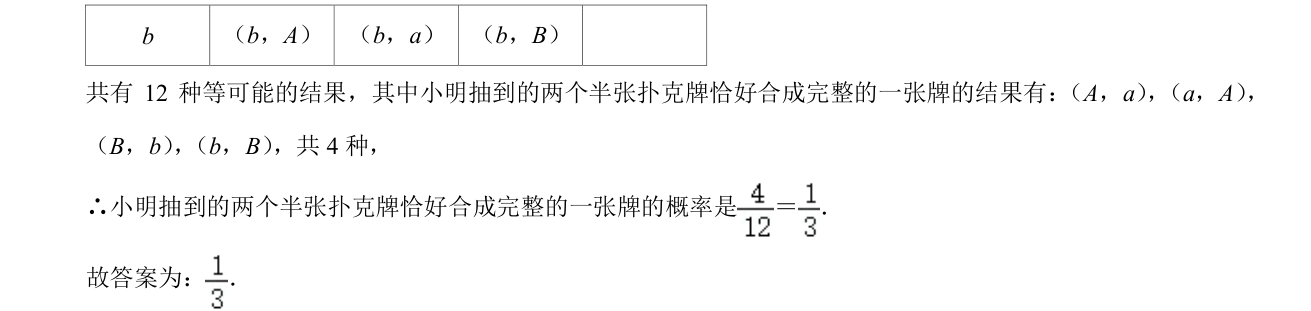 b （b，A） （b，a） （b，B）
共有 12 种等可能的结果，其中小明抽到的两个半张扑克牌恰好合成完整的一张牌的结果有：（A，a），（a，A），
（B，b），（b，B），共 4 种，
∴小明抽到的两个半张扑克牌恰好合成完整的一张牌的概率是4/12=1/3.
故答案为：1/3.